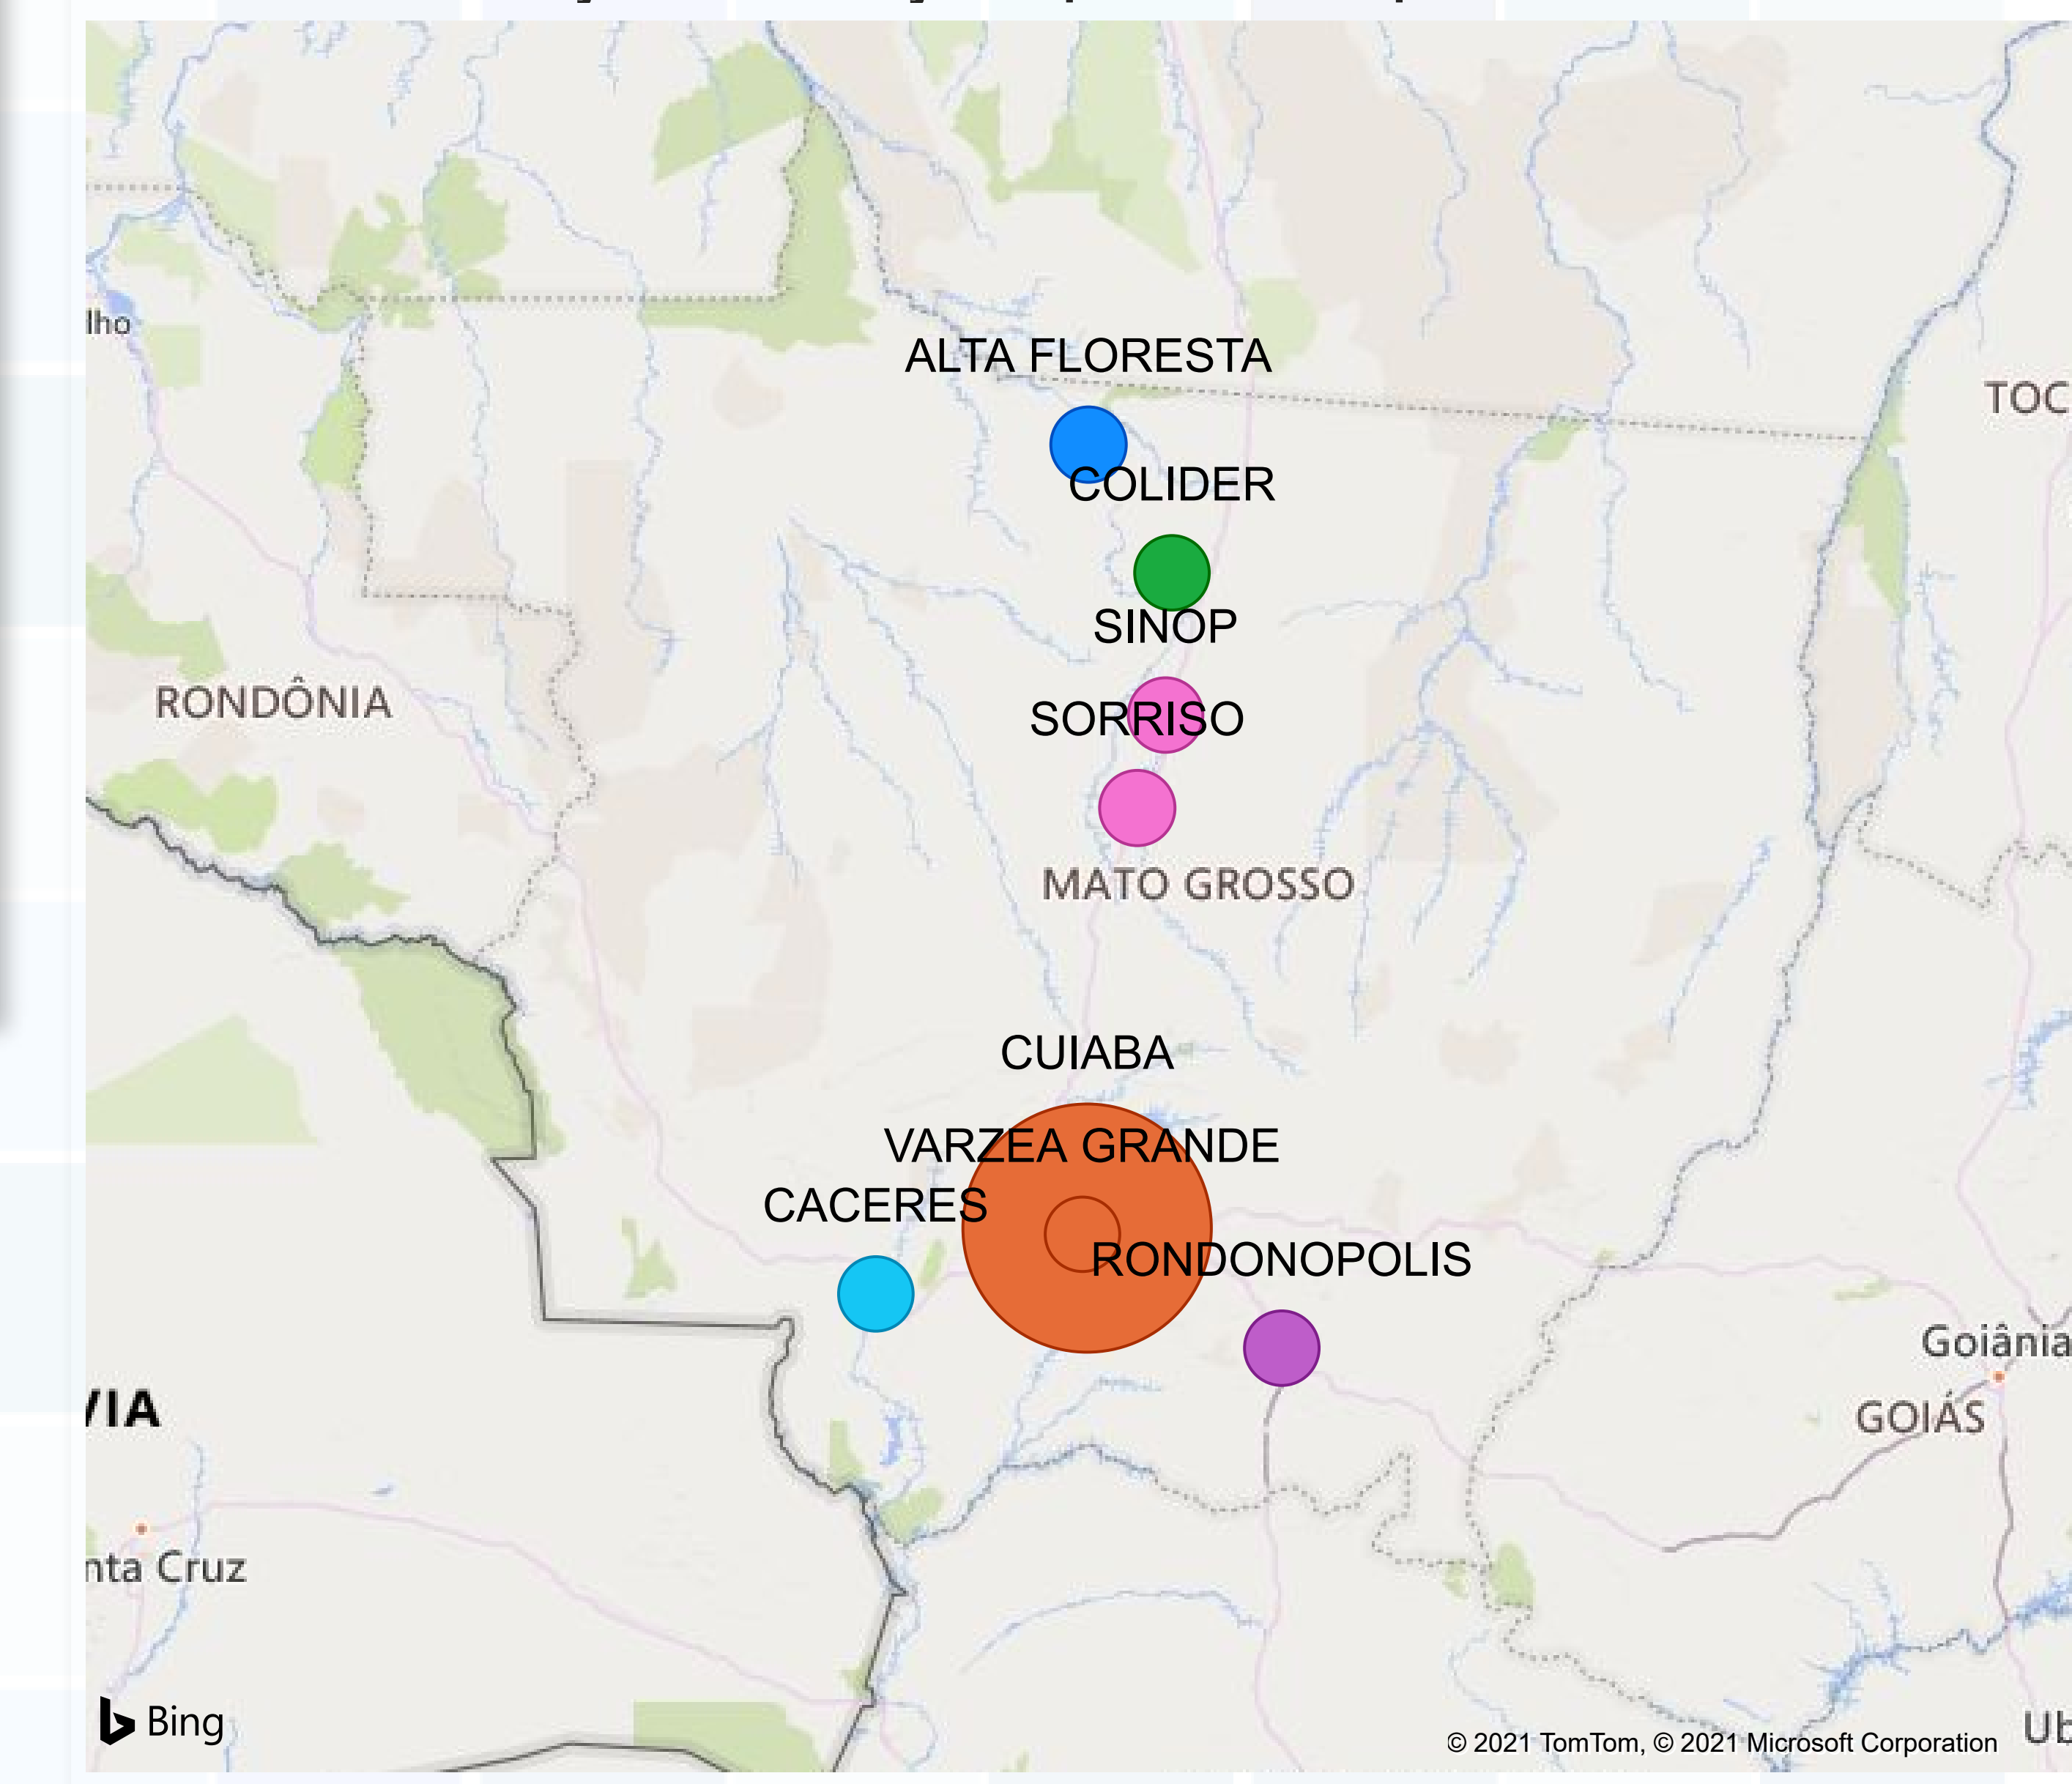 lho
ALTA FLORESTA
TOC
COLIDER
SINOP
RONDÔNIA
SORRISO
MATO GROSSO
CUIABA
VARZEA GRANDE
CACERES
RONDONOPOLIS
Goiânia
VIA
GOIÁS
nta Cruz
Bing
Ub
© 2021 TomTom, © 2021 Microsoft Corporation